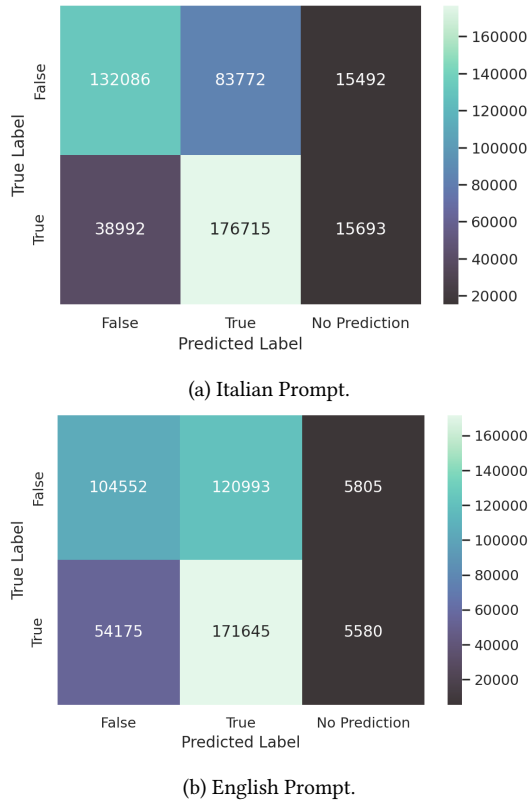 False
132086
83772
15492
True
38992
176715
15693
True Label
False
True
No Prediction
Predicted Label
160000
140000
120000
100000
80000
60000
40000
20000
(a) Italian Prompt.
False
104552
120993
5805
True
54175
171645
5580
True Label
False
True
No Prediction
Predicted Label
160000
140000
120000
100000
80000
60000
40000
20000
(b) English Prompt.